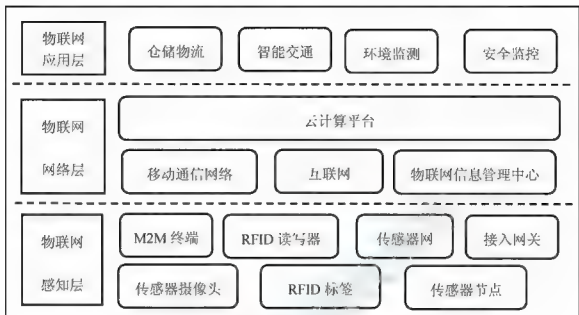 物联网
应用层
仓储物流
智能交通
环境监测
安全监控
物联网
网络层
云计算平台
移动通信网络
互联网
物联网信息管理中心
物联网
感知层
M2M 终端
RFID 读写器
传感器网
接入网关
传感器摄像头
RFID 标签
传感器节点